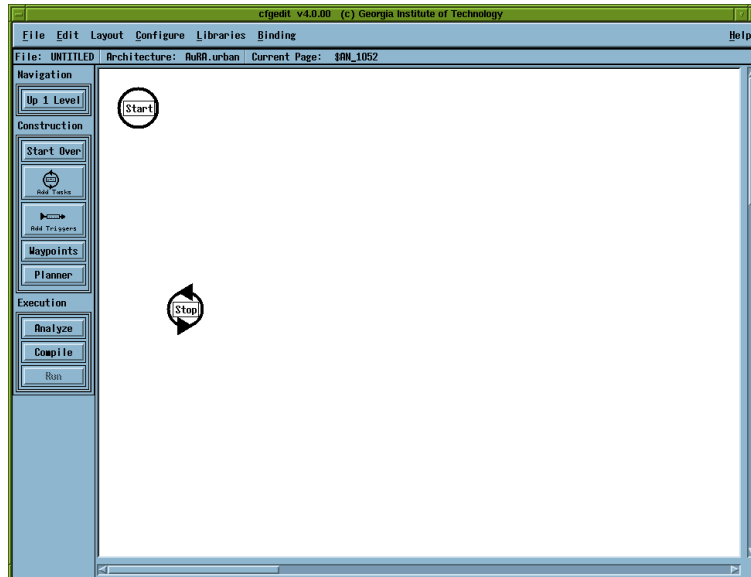 cfgedit v4.0.00 (c) Georgia Institute of Technology
File Edit Layout Configure Libraries Binding Help
File: UNTITLED Architecture: AuRA.urban Current Page: $AN_1052
Navigation
Up 1 Level
Construction
Start Over
Add Tasks
Add Triggers
Waypoints
Planner
Execution
Analyze
Compile
Run
Start
Stop